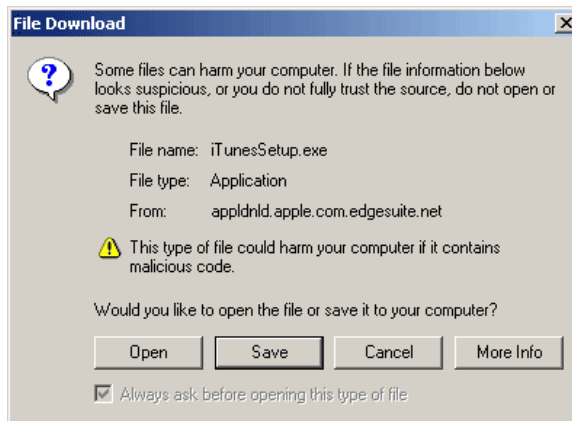 File Download
Some files can harm your computer. If the file information below
looks suspicious, or you do not fully trust the source, do not open or
save this file.
File name: iTunesSetup.exe
File type: Application
From: appldnld.apple.com.edgesuite.net
This type of file could harm your computer if it contains
malicious code.
Would you like to open the file or save it to your computer?
Open Save Cancel More Info
Always ask before opening this type of file